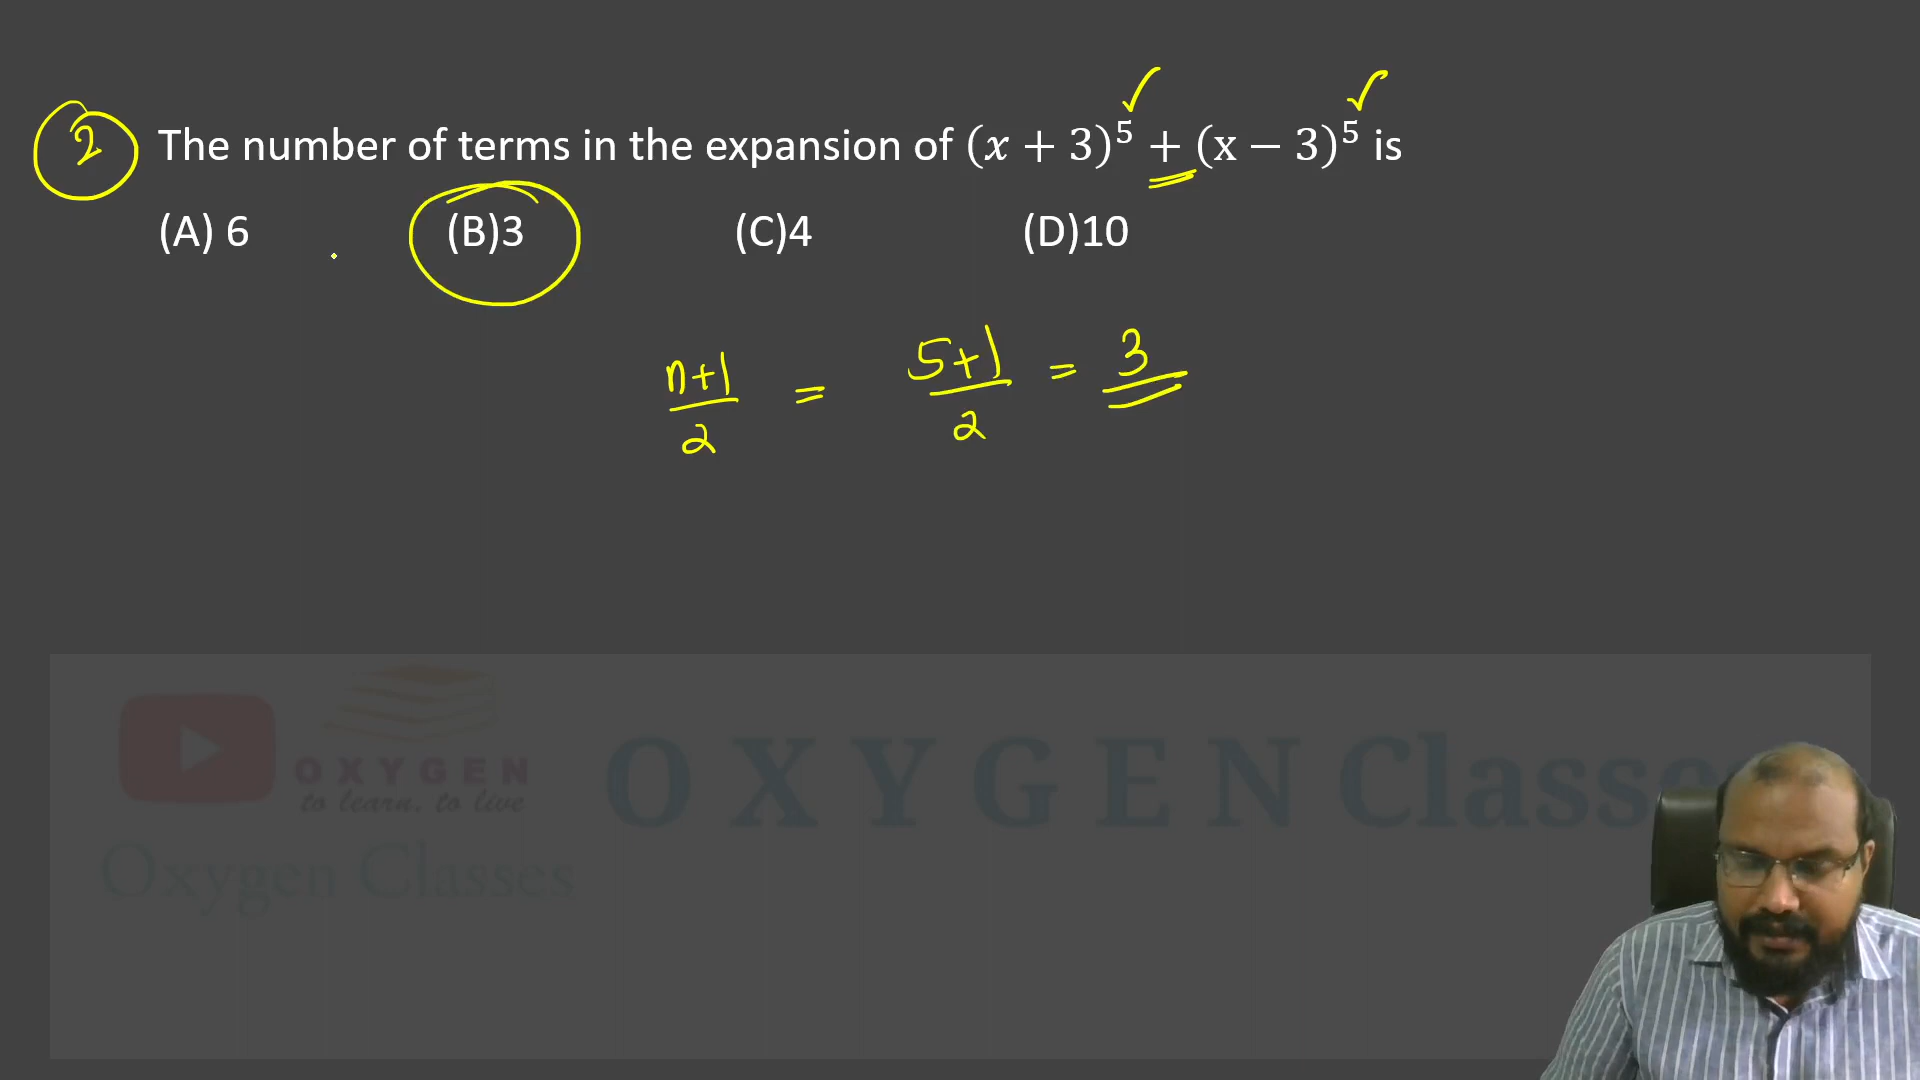 2 The number of terms in the expansion of (x + 3)⁵ + (x − 3)⁵ is
(A) 6 (B)3 (C)4 (D)10
n+1/2 = 5+1/2 = 3
OXYGEN
to learn, to live
OXYGEN Classes
Oxygen Classes